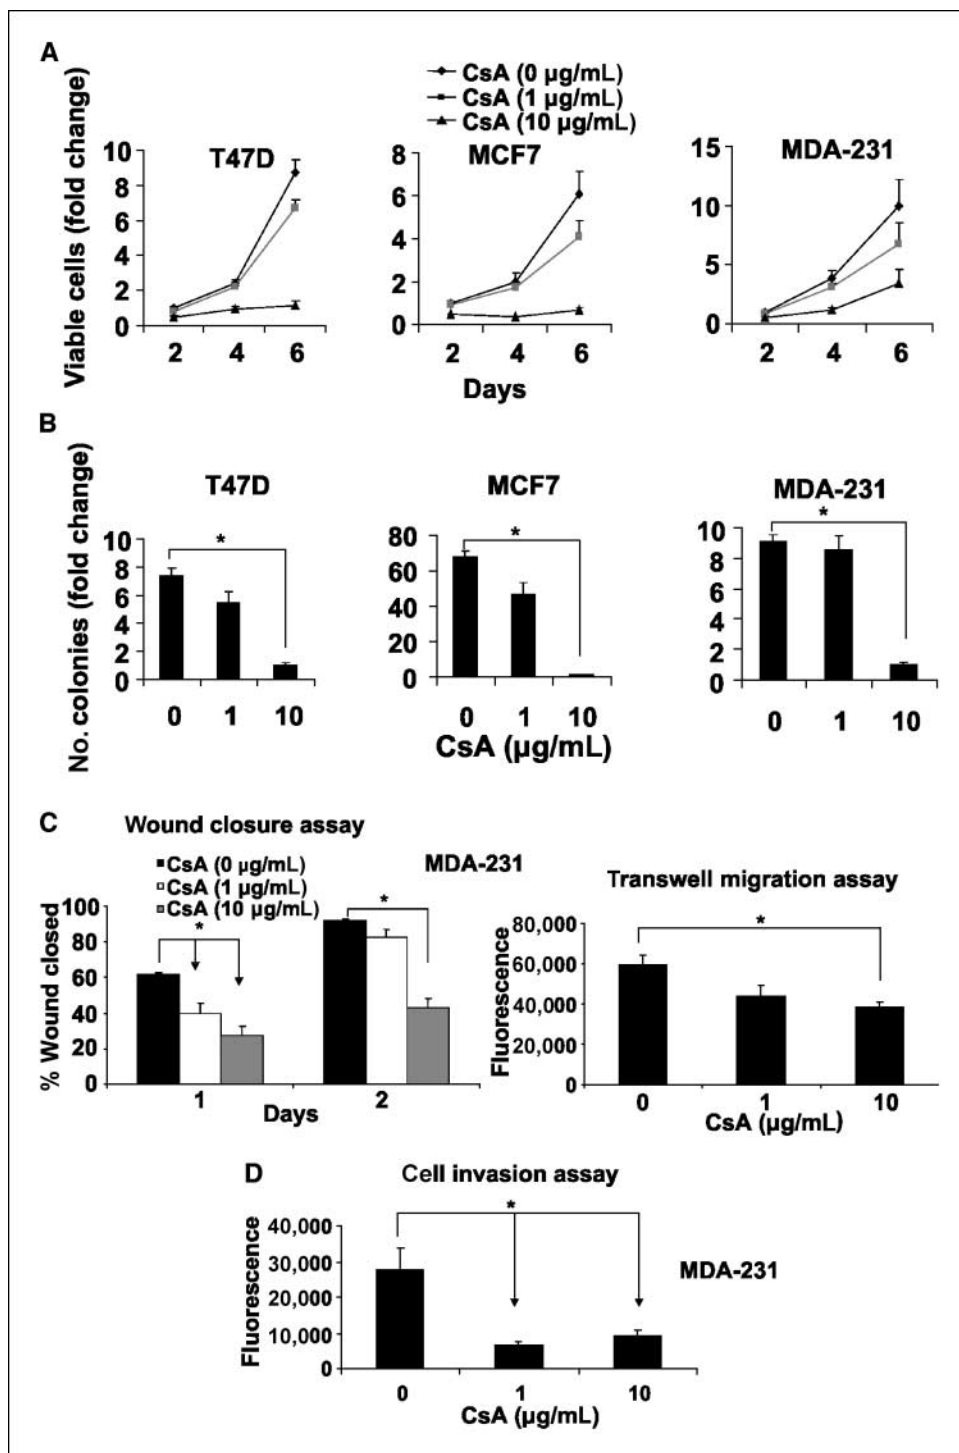 A
CsA (0 µg/mL)
CsA (1 µg/mL)
CsA (10 µg/mL)
Viable cells (fold change)
T47D
10
8
6
4
2
0
2 4 6
MCF7
8
6
4
2
0
2 4 6
MDA-231
15
10
5
0
2 4 6
Days
B
No. colonies (fold change)
T47D
*
10
8
6
4
2
0
0 1 10
MCF7
*
80
60
40
20
0
0 1 10
MDA-231
*
10
8
6
4
2
0
0 1 10
CsA (µg/mL)
C
Wound closure assay
CsA (0 µg/mL)
CsA (1 µg/mL)
CsA (10 µg/mL)
MDA-231
% Wound closed
100
80
60
40
20
0
*
*
1 2
Days
Transwell migration assay
Fluorescence
80,000
60,000
40,000
20,000
0
*
0 1 10
CsA (µg/mL)
D
Cell invasion assay
Fluorescence
40,000
30,000
20,000
10,000
0
*
MDA-231
0 1 10
CsA (µg/mL)